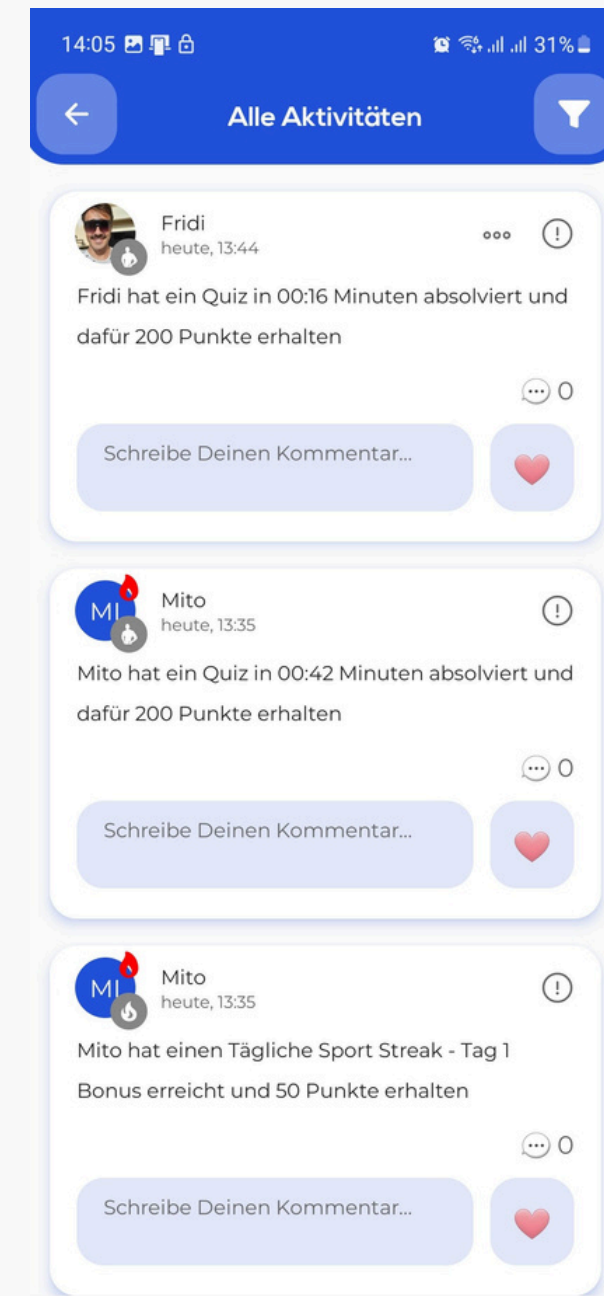 14:05 31%
Alle Aktivitäten
Fridi
heute, 13:44
Fridi hat ein Quiz in 00:16 Minuten absolviert und
dafür 200 Punkte erhalten
0
Schreibe Deinen Kommentar...
MI
Mito
heute, 13:35
Mito hat ein Quiz in 00:42 Minuten absolviert und
dafür 200 Punkte erhalten
0
Schreibe Deinen Kommentar...
MI
Mito
heute, 13:35
Mito hat einen Tägliche Sport Streak - Tag 1
Bonus erreicht und 50 Punkte erhalten
0
Schreibe Deinen Kommentar...